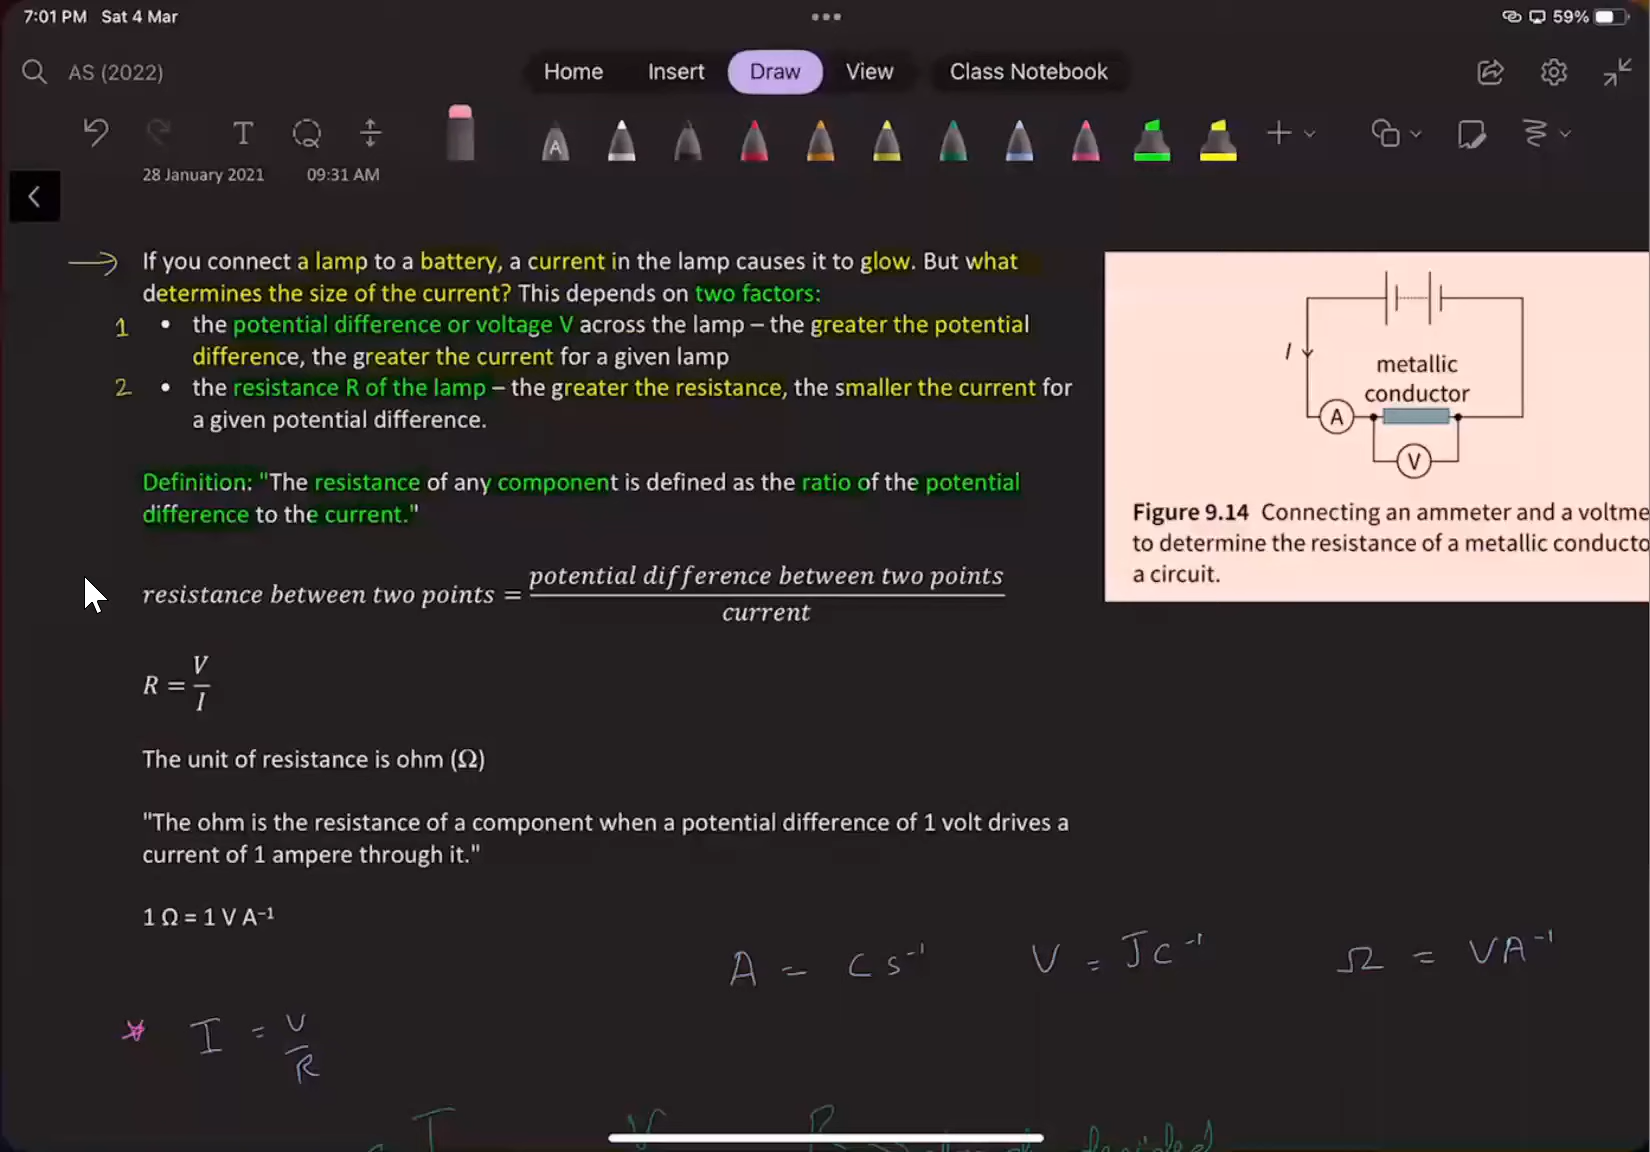 7:01 PM Sat 4 Mar
59%
AS (2022)
Home Insert Draw View Class Notebook
T
A
28 January 2021 09:31 AM
If you connect a lamp to a battery, a current in the lamp causes it to glow. But what
determines the size of the current? This depends on two factors:
1 • the potential difference or voltage V across the lamp – the greater the potential
difference, the greater the current for a given lamp
2 • the resistance R of the lamp – the greater the resistance, the smaller the current for
a given potential difference.
Definition: "The resistance of any component is defined as the ratio of the potential
difference to the current."
resistance between two points = potential difference between two points
current
R = V
I
The unit of resistance is ohm (Ω)
"The ohm is the resistance of a component when a potential difference of 1 volt drives a
current of 1 ampere through it."
1 Ω = 1 V A⁻¹
A = C s⁻¹ V = J C⁻¹ Ω = V A⁻¹
* I = V
R
I V R
decided
I
metallic
conductor
A
V
Figure 9.14 Connecting an ammeter and a voltme
to determine the resistance of a metallic conducto
a circuit.